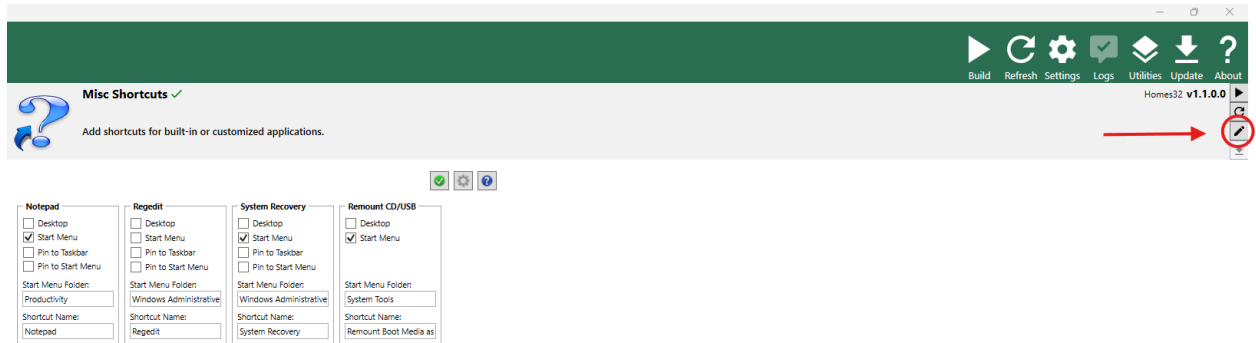 Build Refresh Settings Logs Utilities Update About
Misc Shortcuts
Homes32 v1.1.0.0
Add shortcuts for built-in or customized applications.
Notepad
Desktop
Start Menu
Pin to Taskbar
Pin to Start Menu
Start Menu Folder:
Productivity
Shortcut Name:
Notepad
Regedit
Desktop
Start Menu
Pin to Taskbar
Pin to Start Menu
Start Menu Folder:
Windows Administrative
Shortcut Name:
Regedit
System Recovery
Desktop
Start Menu
Pin to Taskbar
Pin to Start Menu
Start Menu Folder:
Windows Administrative
Shortcut Name:
System Recovery
Remount CD/USB
Desktop
Start Menu
Start Menu Folder:
System Tools
Shortcut Name:
Remount Boot Media as